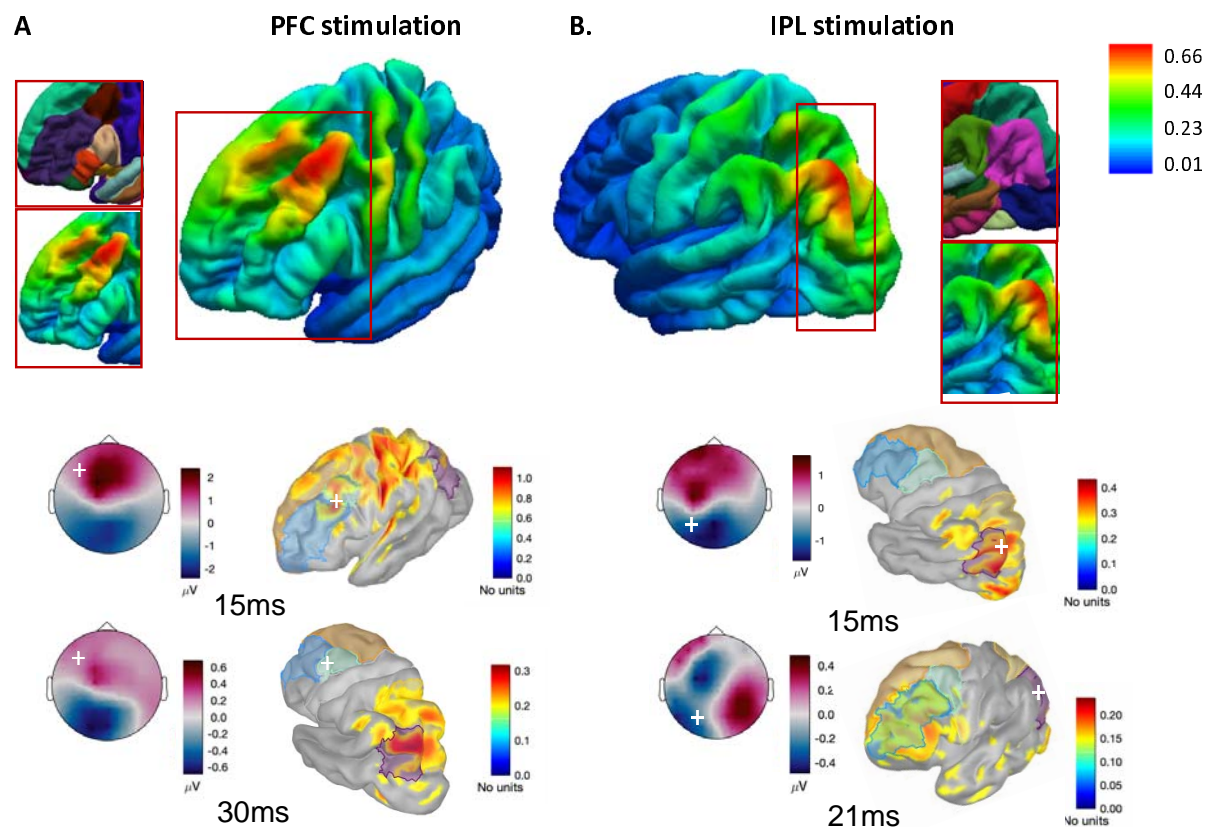 A
PFC stimulation
B.
IPL stimulation
0.66
0.44
0.23
0.01
2
1
0
-1
-2
µV
15ms
1.0
0.8
0.6
0.4
0.2
0.0
No units
1
0
-1
µV
15ms
0.4
0.3
0.2
0.1
0.0
No units
0.6
0.4
0.2
0.0
-0.2
-0.4
-0.6
µV
30ms
0.3
0.2
0.1
0.0
No units
0.4
0.2
0.0
-0.2
-0.4
µV
21ms
0.20
0.15
0.10
0.05
0.00
No units